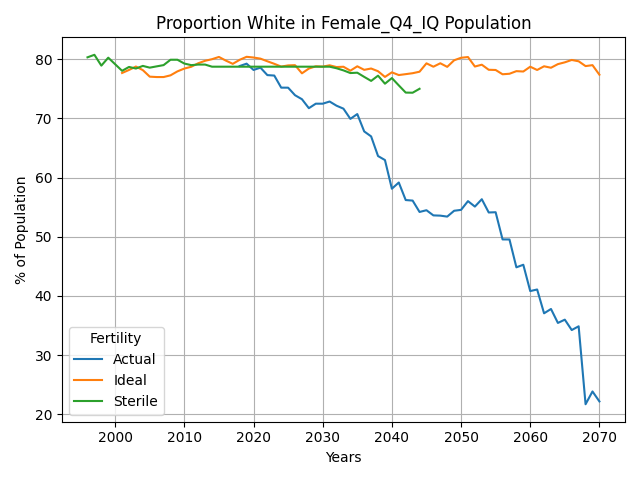 Proportion White in Female_Q4_IQ Population
% of Population
80
70
60
50
40
30
20
Fertility
Actual
Ideal
Sterile
2000 2010 2020 2030 2040 2050 2060 2070
Years